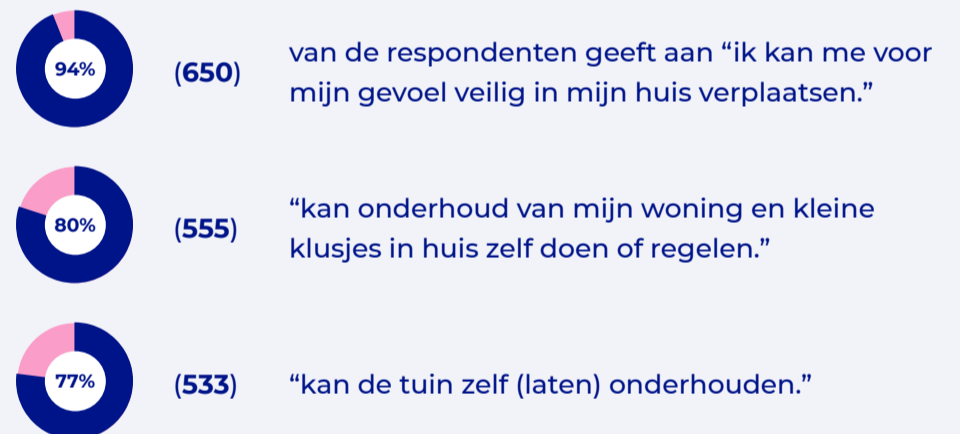 94%
(650)
van de respondenten geeft aan “ik kan me voor
mijn gevoel veilig in mijn huis verplaatsen.”
80%
(555)
“kan onderhoud van mijn woning en kleine
klusjes in huis zelf doen of regelen.”
77%
(533)
“kan de tuin zelf (laten) onderhouden.”